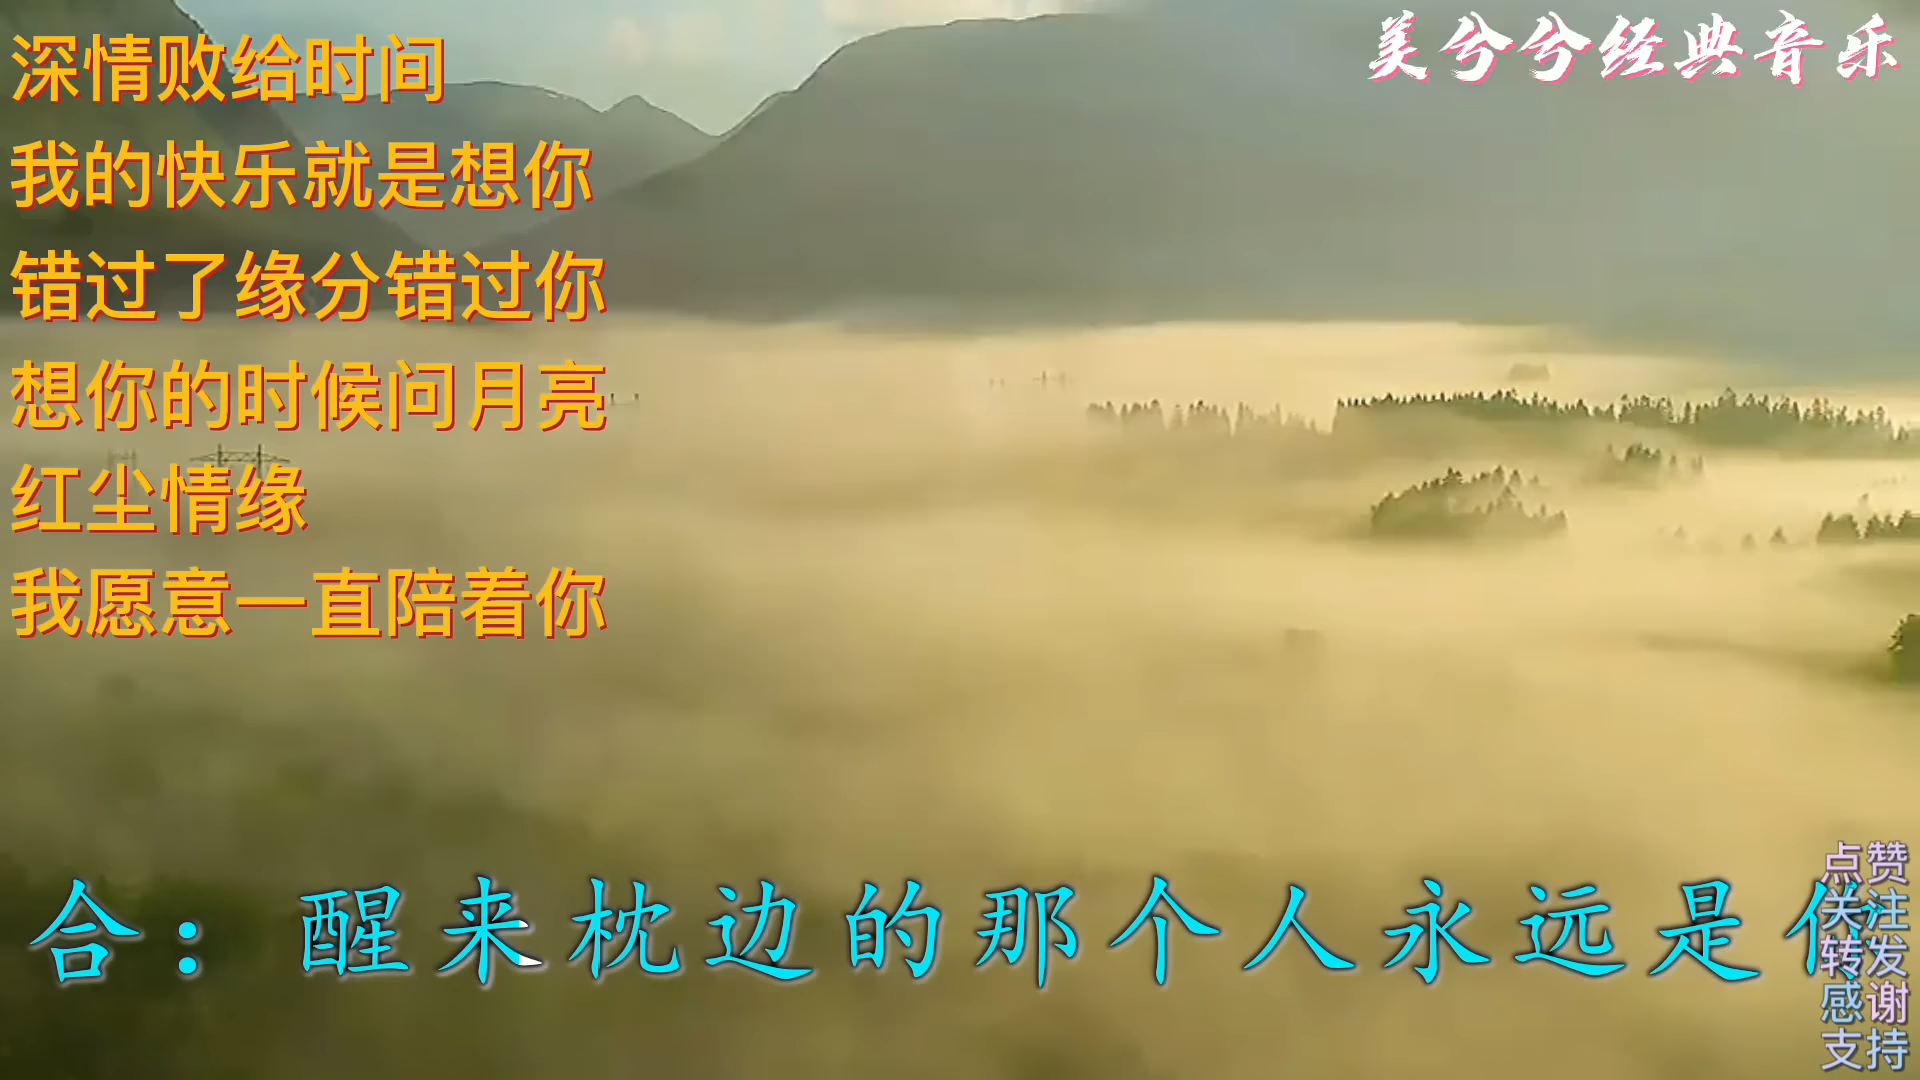 深情败给时间
美兮兮经典音乐
我的快乐就是想你
错过了缘分错过你
想你的时候问月亮
红尘情缘
我愿意一直陪着你
合：醒来枕边的那个人永远是你
点赞
关注
转发
感谢
支持